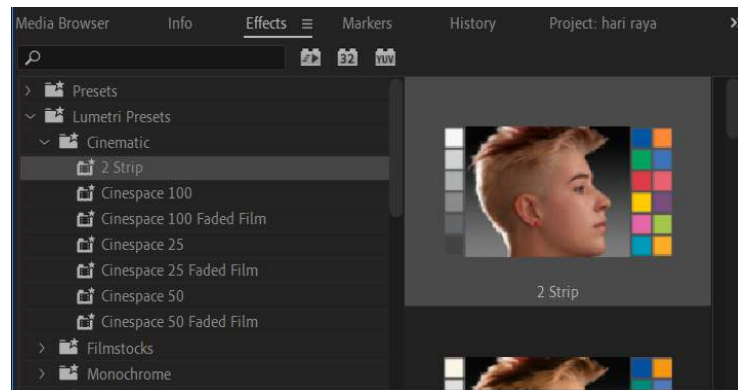 Media Browser Info Effects Markers History Project: hari raya
32 YUV
Presets
Lumetri Presets
Cinematic
2 Strip
Cinespace 100
Cinespace 100 Faded Film
Cinespace 25
Cinespace 25 Faded Film
Cinespace 50
Cinespace 50 Faded Film
Filmstocks
Monochrome
2 Strip